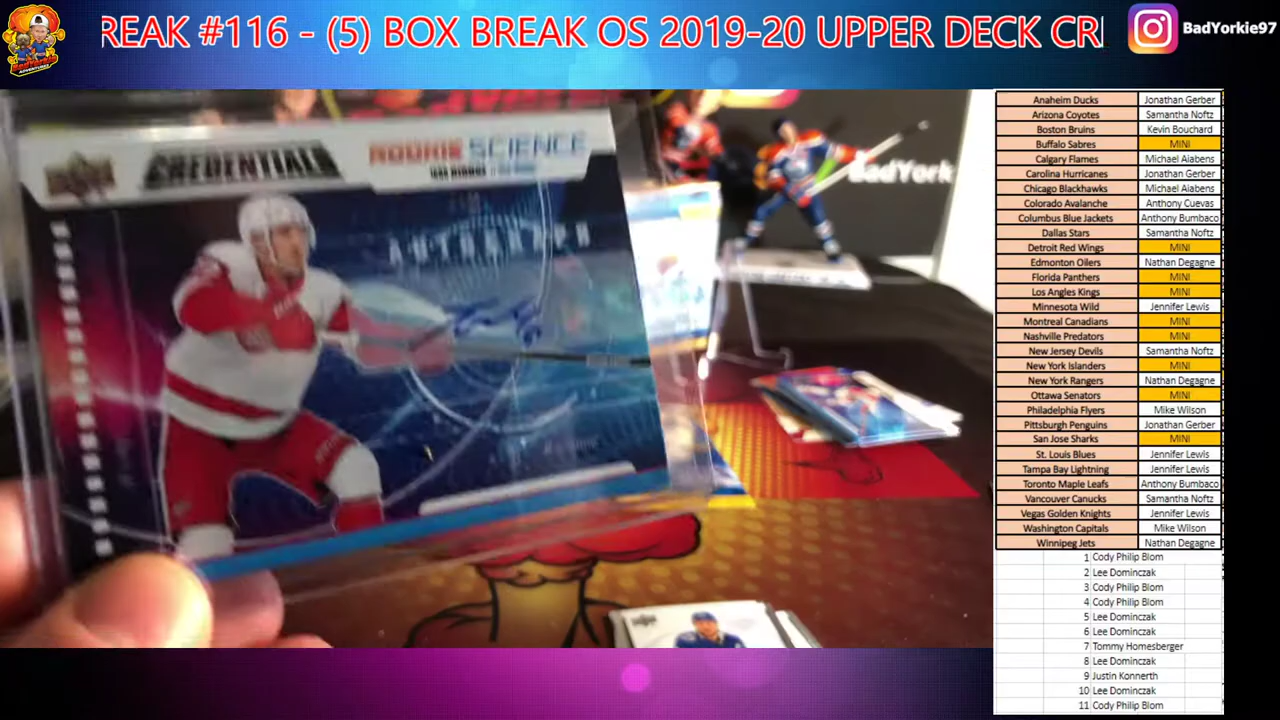 REAK #116 - (5) BOX BREAK OS 2019-20 UPPER DECK CR
BadYorkie97
CREDENTIALS
ROOKIE SCIENCE
BadYork
Anaheim Ducks Jonathan Gerber
Arizona Coyotes Samantha Noftz
Boston Bruins Kevin Bouchard
Buffalo Sabres MINI
Calgary Flames Michael Aiabens
Carolina Hurricanes Jonathan Gerber
Chicago Blackhawks Michael Aiabens
Colorado Avalanche Anthony Cuevas
Columbus Blue Jackets Anthony Bumbaco
Dallas Stars Samantha Noftz
Detroit Red Wings MINI
Edmonton Oilers Nathan Degagne
Florida Panthers MINI
Los Angles Kings MINI
Minnesota Wild Jennifer Lewis
Montreal Canadians MINI
Nashville Predators MINI
New Jersey Devils Samantha Noftz
New York Islanders MINI
New York Rangers Nathan Degagne
Ottawa Senators MINI
Philadelphia Flyers Mike Wilson
Pittsburgh Penguins Jonathan Gerber
San Jose Sharks MINI
St. Louis Blues Jennifer Lewis
Tampa Bay Lightning Jennifer Lewis
Toronto Maple Leafs Anthony Bumbaco
Vancouver Canucks Samantha Noftz
Vegas Golden Knights Jennifer Lewis
Washington Capitals Mike Wilson
Winnipeg Jets Nathan Degagne
1 Cody Philip Blom
2 Lee Dominczak
3 Cody Philip Blom
4 Cody Philip Blom
5 Lee Dominczak
6 Lee Dominczak
7 Tommy Homesberger
8 Lee Dominczak
9 Justin Konnerth
10 Lee Dominczak
11 Cody Philip Blom